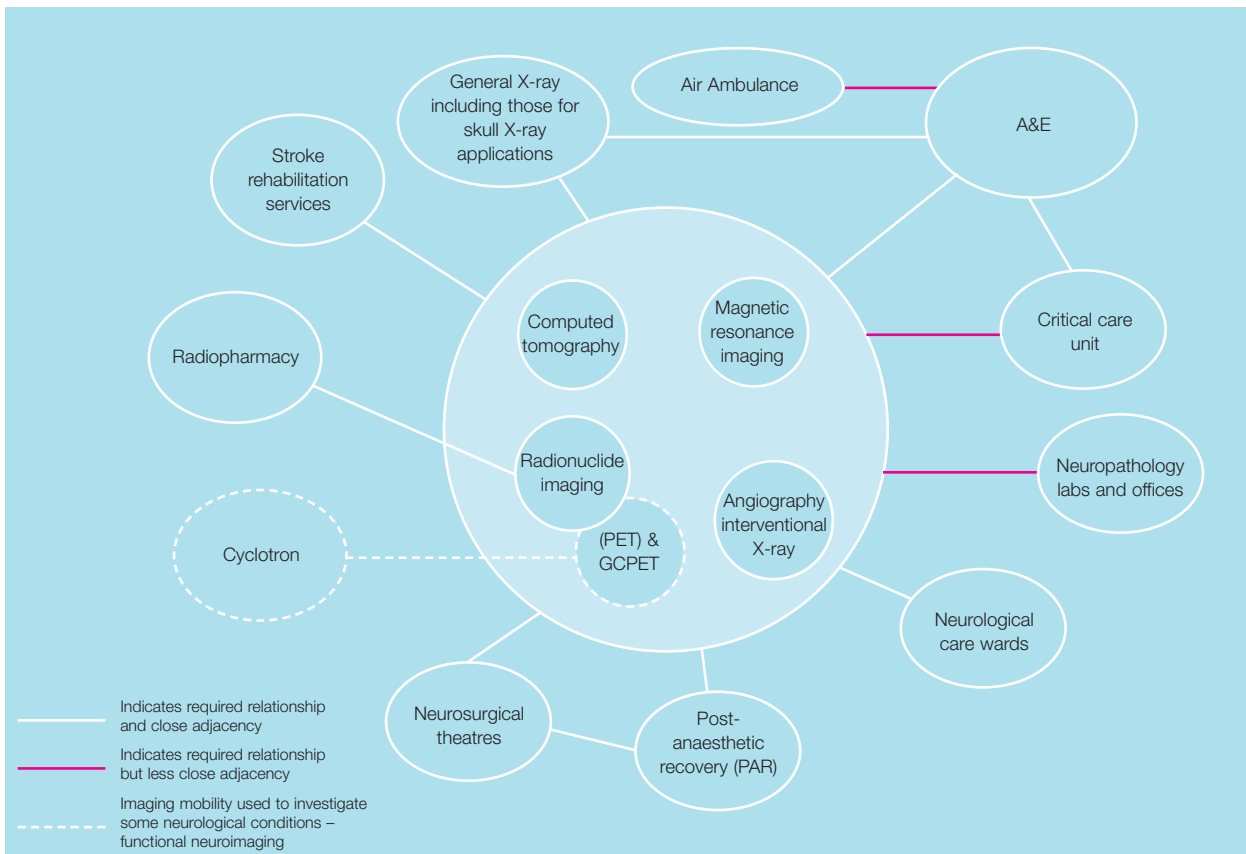 General X-ray
including those for
skull X-ray
applications
Air Ambulance
A&E
Stroke
rehabilitation
services
Computed
tomography
Magnetic
resonance
imaging
Critical care
unit
Radiopharmacy
Radionuclide
imaging
Neuropathology
labs and offices
Angiography
interventional
X-ray
(PET) &
GCPET
Cyclotron
Neurological
care wards
Neurosurgical
theatres
Post-
anaesthetic
recovery (PAR)
Indicates required relationship
and close adjacency
Indicates required relationship
but less close adjacency
Imaging mobility used to investigate
some neurological conditions –
functional neuroimaging